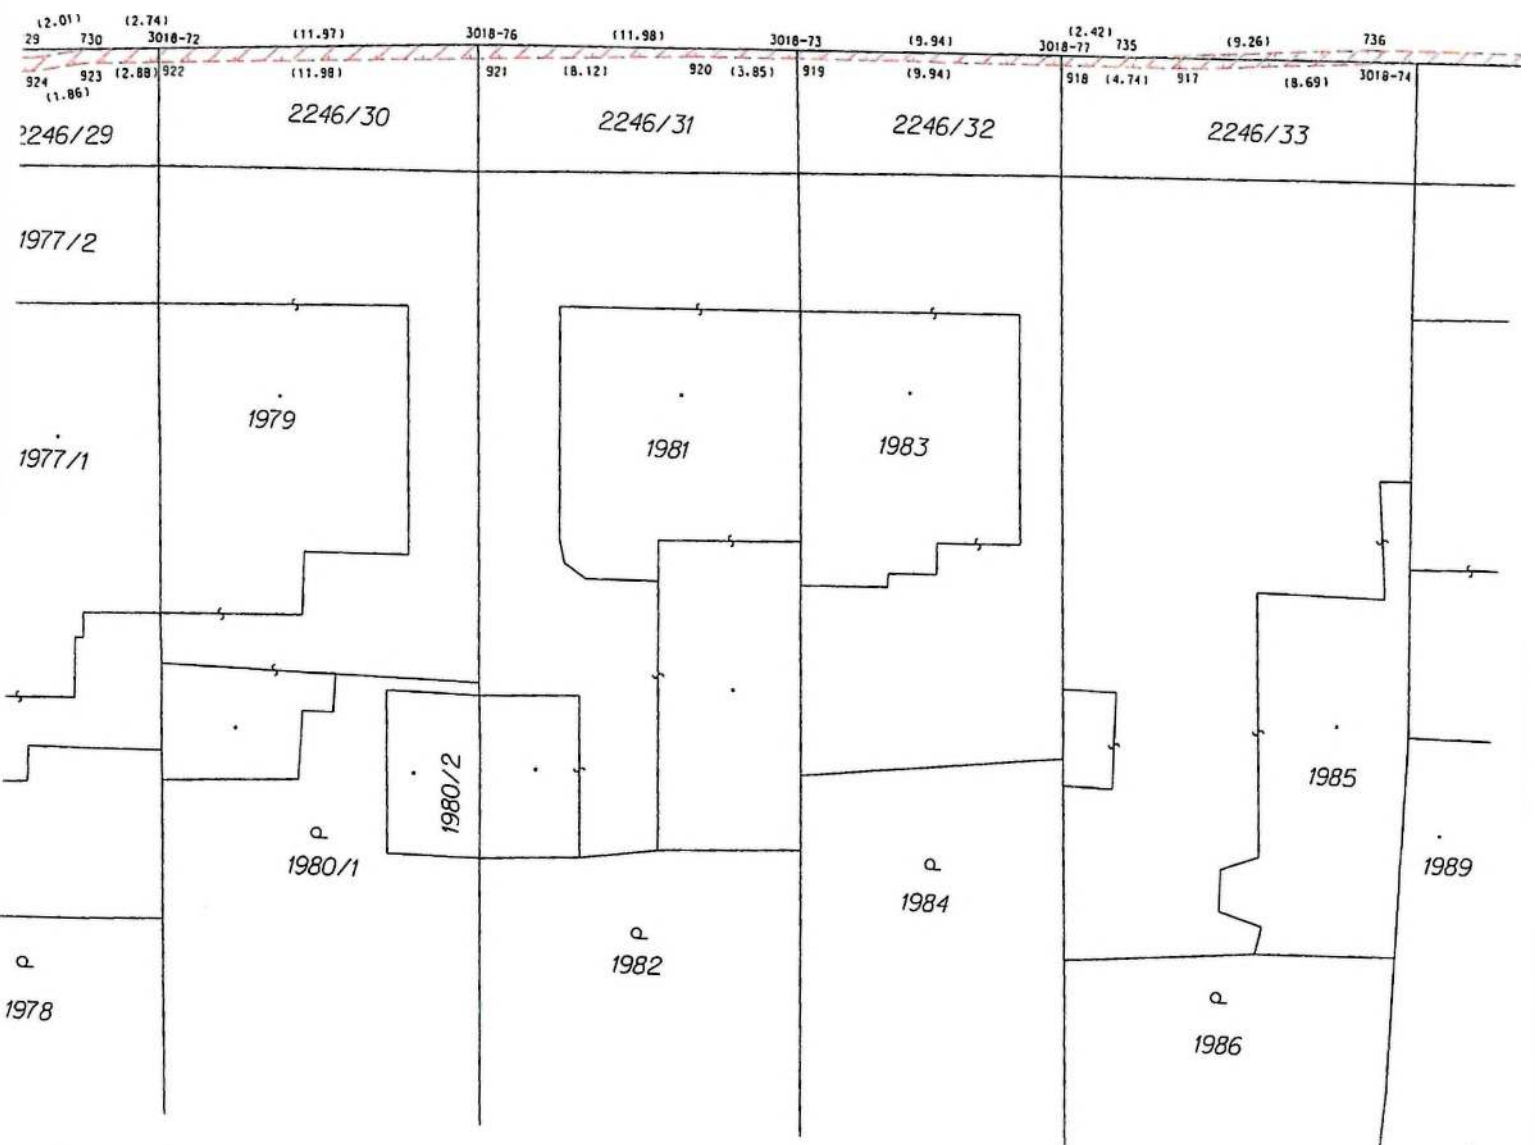 (2.01) (2.74)
29 730 3018-72 (11.97) 3018-76 (11.98) 3018-73 (9.94) 3018-77 (2.42) 735 (9.26) 736
924 923 (2.88) 922 (11.98) 921 (8.12) 920 (3.85) 919 (9.94) 918 (4.74) 917 (8.69) 3018-74
(1.86)
2246/29 2246/30 2246/31 2246/32 2246/33
1977/2
1979 1981 1983
1977/1
1985
1980/2
P
1980/1 P 1989
1984
P P
1982
1978 P
1986